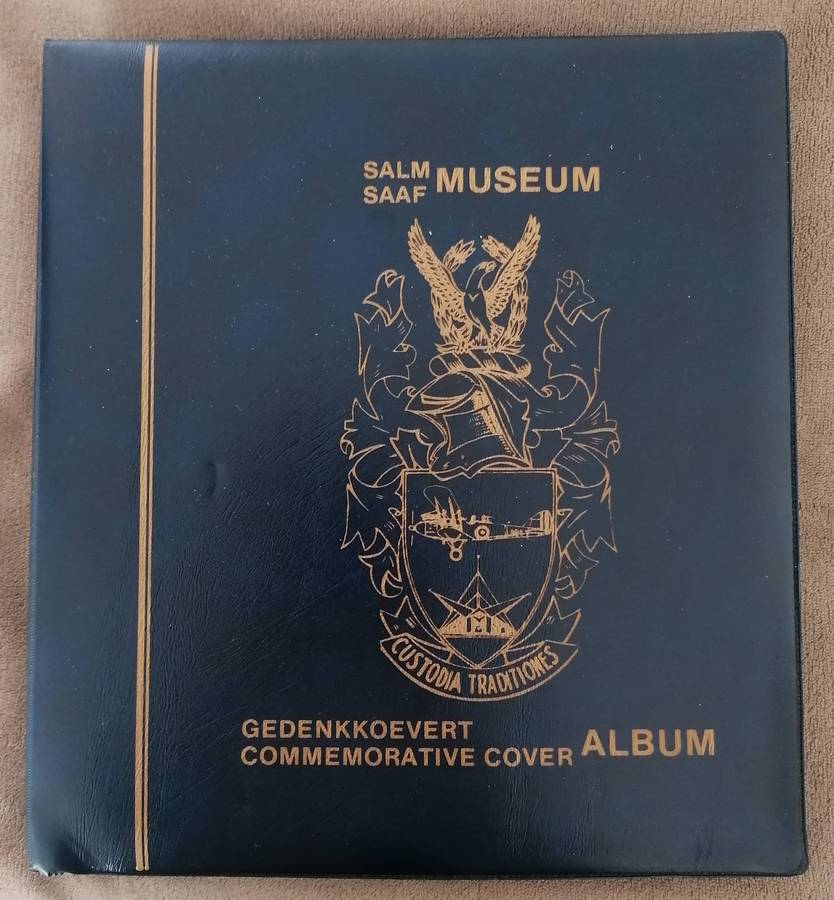 SALM
SAAF MUSEUM
CUSTODIA TRADITIONES
GEDENKKOEVERT
COMMEMORATIVE COVER ALBUM